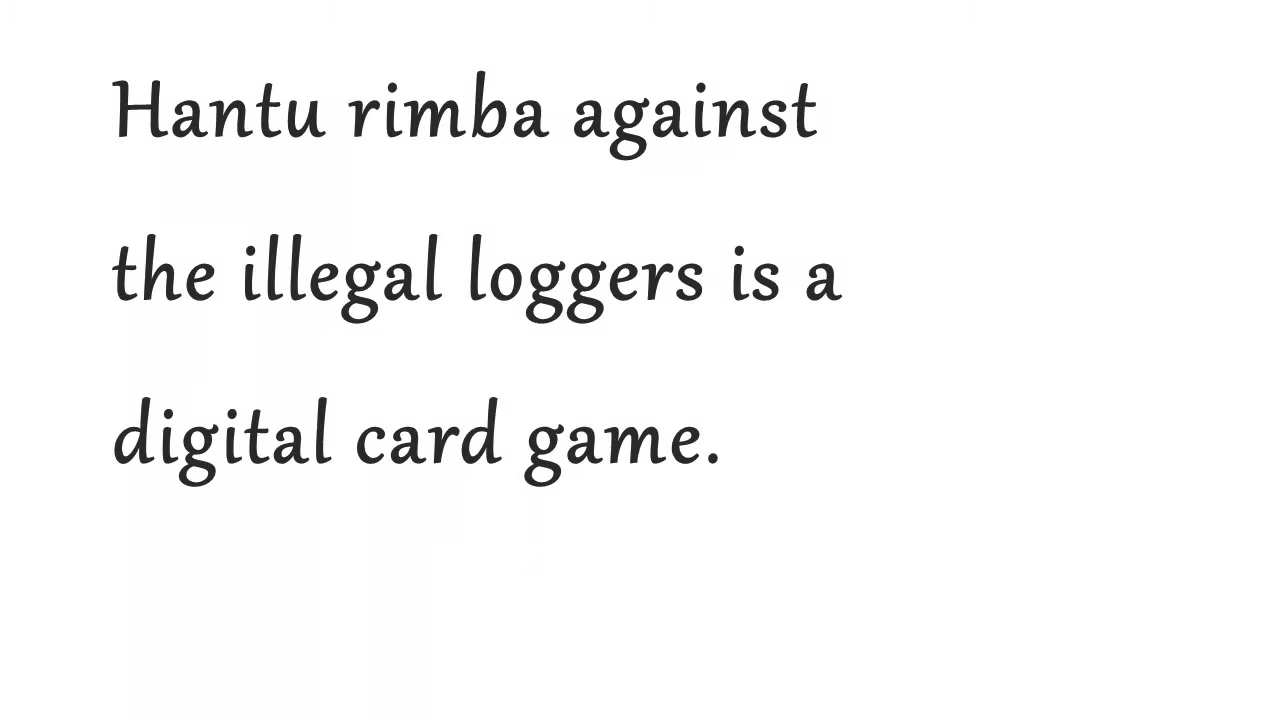 Hantu rimba against
the illegal loggers is a
digital card game.